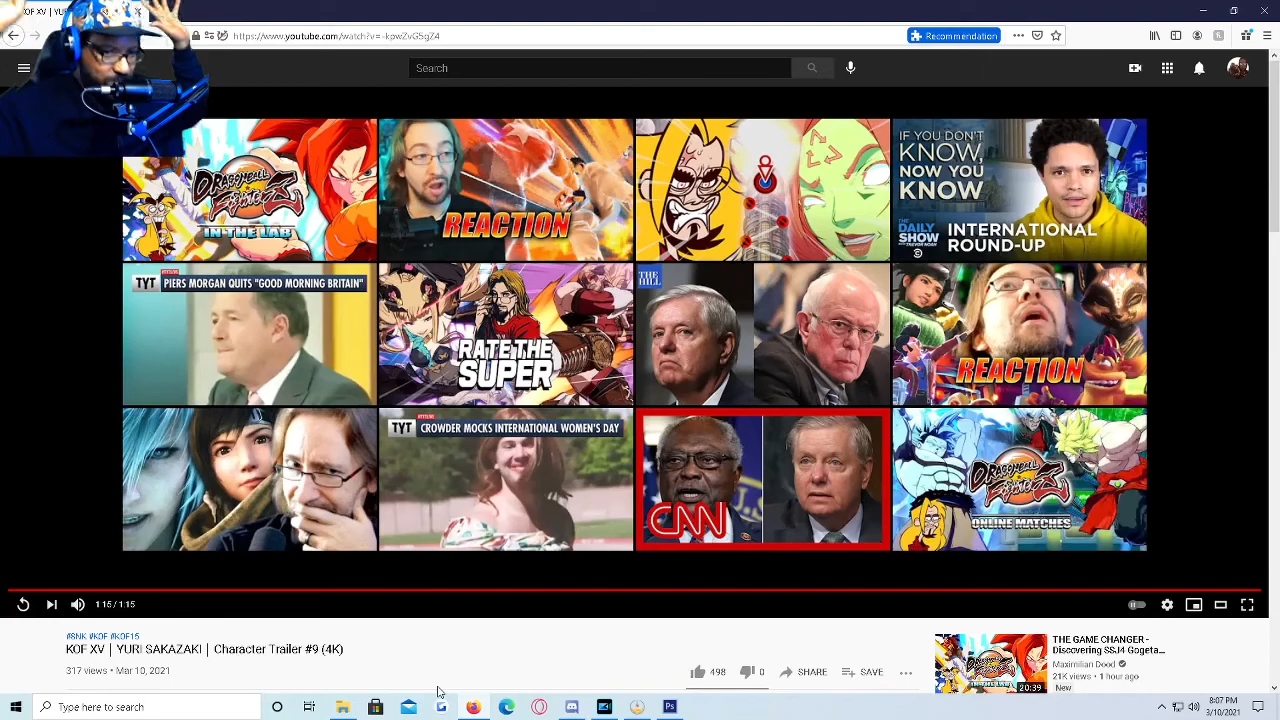 OF XV | YURI
https://www.youtube.com/watch?v=-kpwZvG5gZ4
Recommendation
Search
DRAGONBALL
FIGHTERZ
IN THE LAB
REACTION
IF YOU DON'T
KNOW,
NOW YOU
KNOW
THE
DAILY
SHOW
WITH TREVOR NOAH
INTERNATIONAL
ROUND-UP
TYT
PIERS MORGAN QUITS "GOOD MORNING BRITAIN"
RATE THE
SUPER
THE
HILL
REACTION
TYT
CROWDER MOCKS INTERNATIONAL WOMEN'S DAY
CNN
DRAGONBALL
FIGHTERZ
ONLINE MATCHES
1:15 / 1:15
#SNK #KOF #KOF15
KOF XV | YURI SAKAZAKI | Character Trailer #9 (4K)
317 views • Mar 10, 2021
498
0
SHARE
SAVE
THE GAME CHANGER -
Discovering SSJ4 Gogeta...
Maximilian Dood
21K views • 1 hour ago
New
20:39
Type here to search
8:07 PM
3/10/2021